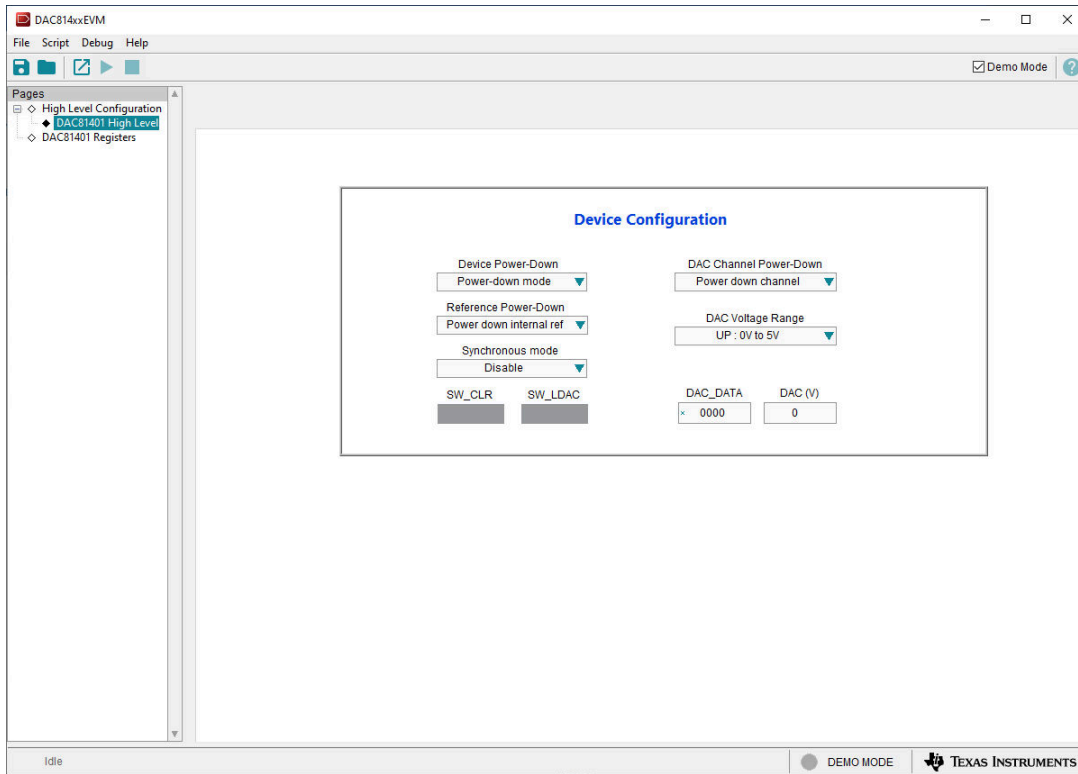 DAC814xxEVM
File Script Debug Help
Demo Mode
Pages
High Level Configuration
DAC81401 High Level
DAC81401 Registers
Device Configuration
Device Power-Down
Power-down mode
Reference Power-Down
Power down internal ref
Synchronous mode
Disable
SW_CLR SW_LDAC
DAC Channel Power-Down
Power down channel
DAC Voltage Range
UP : 0V to 5V
DAC_DATA DAC (V)
x 0000 0
Idle
DEMO MODE
TEXAS INSTRUMENTS